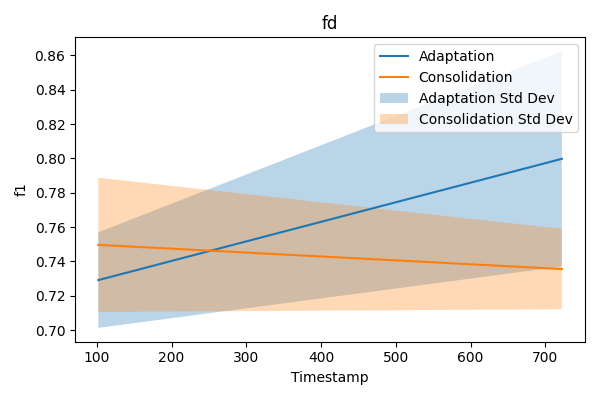 fd
0.86
0.84
0.82
0.80
0.78
0.76
0.74
0.72
0.70
f1
Adaptation
Consolidation
Adaptation Std Dev
Consolidation Std Dev
100 200 300 400 500 600 700
Timestamp